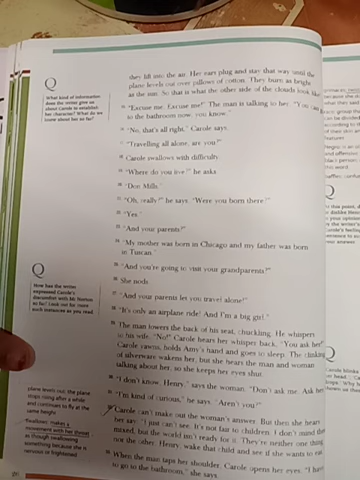 they lift into the air. Her ears plug and stay that way until the
plane levels out over pillows of cotton. They burn as bright
as the sun. So that is what the other side of the clouds look like!
"Excuse me. Excuse me!" The man is talking to her. "You can go
to the bathroom now, you know."
"No, that's all right," Carole says.
"Travelling all alone, are you?"
Carole swallows with difficulty.
"Where do you live?" he asks.
"Don Mills."
"Oh, really?" he says. "Were you born there?"
"Yes."
"And your parents?"
"My mother was born in Chicago and my father was born
in Tuscan."
"And you're going to visit your grandparents?"
She nods.
"And your parents let you travel alone!"
"It's only an airplane ride! And I'm a big girl."
The man lowers the back of his seat, chuckling. He whispers
to his wife. "No!" Carole hears her whisper back. "You ask her!"
Carole yawns, holds Amy's hand and goes to sleep. The clinking
of silverware wakens her, but she hears the man and woman
talking about her, so she keeps her eyes shut.
"I don't know, Henry," says the woman. "Don't ask me. Ask her."
"I'm kind of curious," he says. "Aren't you?"
Carole can't make out the woman's answer. But then she hears
her say: "I just can't see. It's not fair to children. I don't mind
mixed, but the world isn't ready for it. They're neither one thing
nor the other. Henry, wake that child and see if she wants to eat."
When the man taps her shoulder, Carole opens her eyes. "I have
to go to the bathroom," she says.
Q
What kind of information
does the writer give us
about Carole to establish
her character? What do we
know about her so far?
Q
How has the writer
expressed Carole's
discomfort with Mr Norton
so far? Look for more
such instances as you read
plane levels out: the plane
stops rising after a while
and continues to fly at the
same height
swallows: makes a
movement with her throat
as though swallowing
something because she is
nervous or frightened